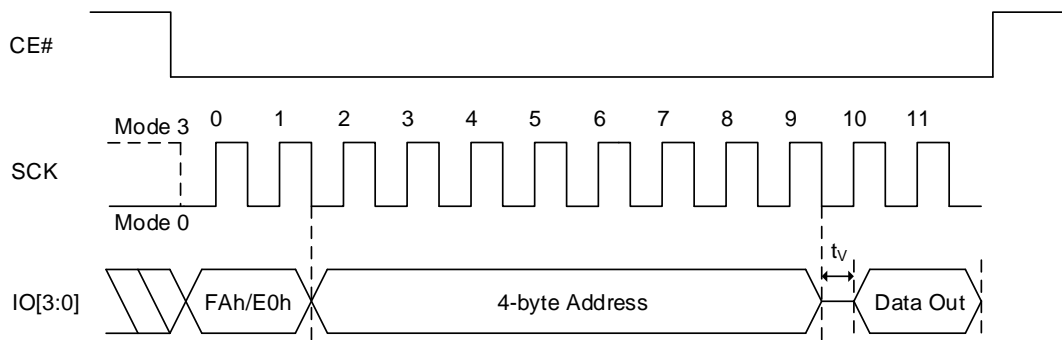 CE#
Mode 3
0 1 2 3 4 5 6 7 8 9 10 11
SCK
Mode 0
tV
IO[3:0]
FAh/E0h
4-byte Address
Data Out